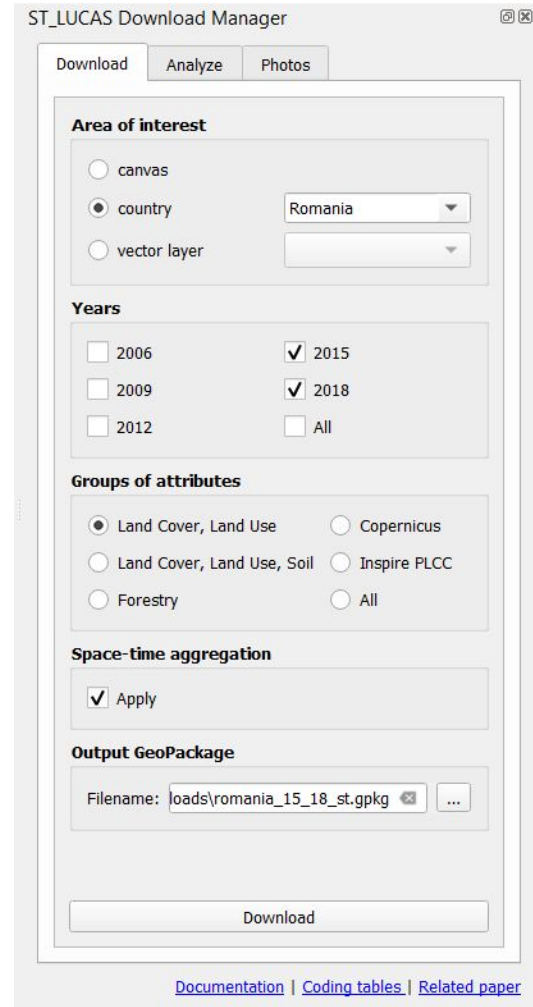 ST_LUCAS Download Manager
Download Analyze Photos
Area of interest
canvas
country Romania
vector layer
Years
2006 2015
2009 2018
2012 All
Groups of attributes
Land Cover, Land Use Copernicus
Land Cover, Land Use, Soil Inspire PLCC
Forestry All
Space-time aggregation
Apply
Output GeoPackage
Filename: loads\romania_15_18_st.gpkg ...
Download
Documentation | Coding tables | Related paper